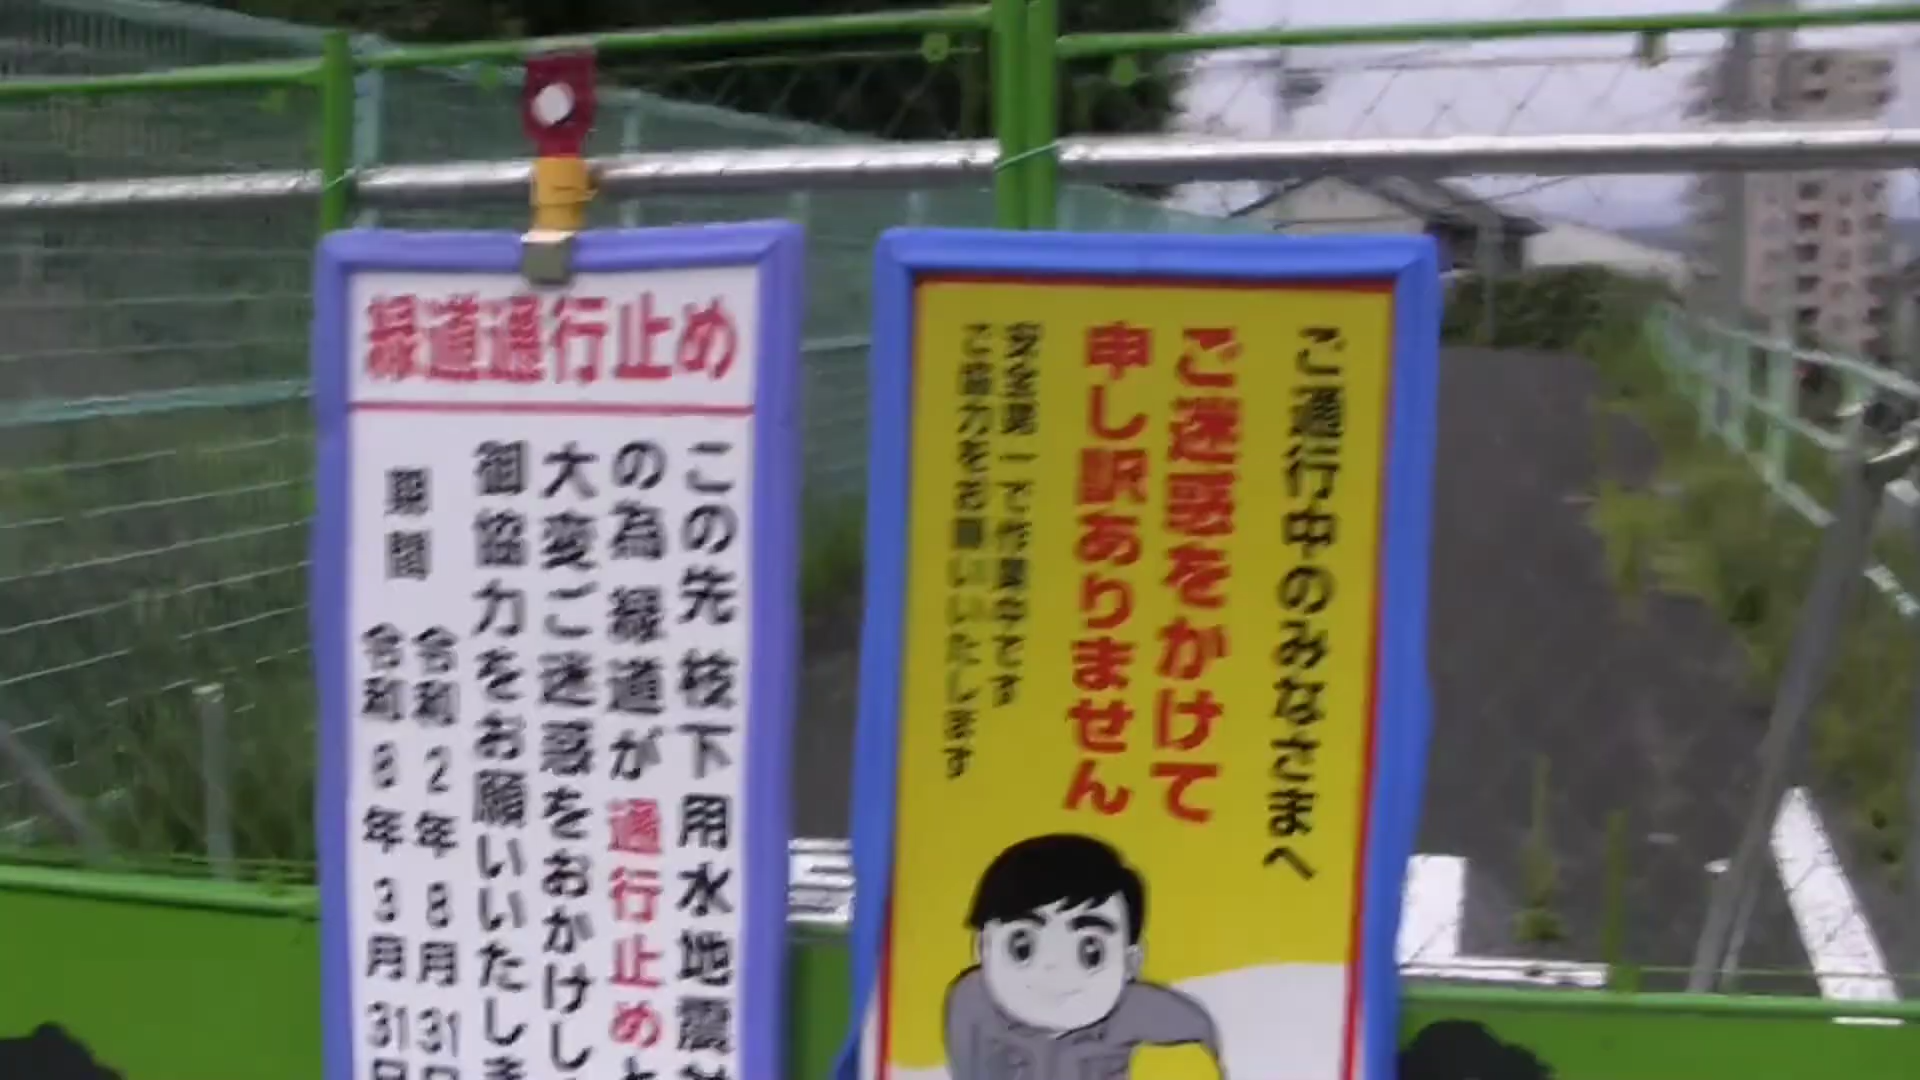 緑道通行止め
この先 枝下用水地震対
の為 緑道が通行止めと
大変ご迷惑をおかけし
御協力をお願いいたしま
期間
令和2年8月31日
令和8年3月31日
ご通行中のみなさまへ
ご迷惑をかけて
申し訳ありません
安全第一で作業中です
ご協力をお願いいたします